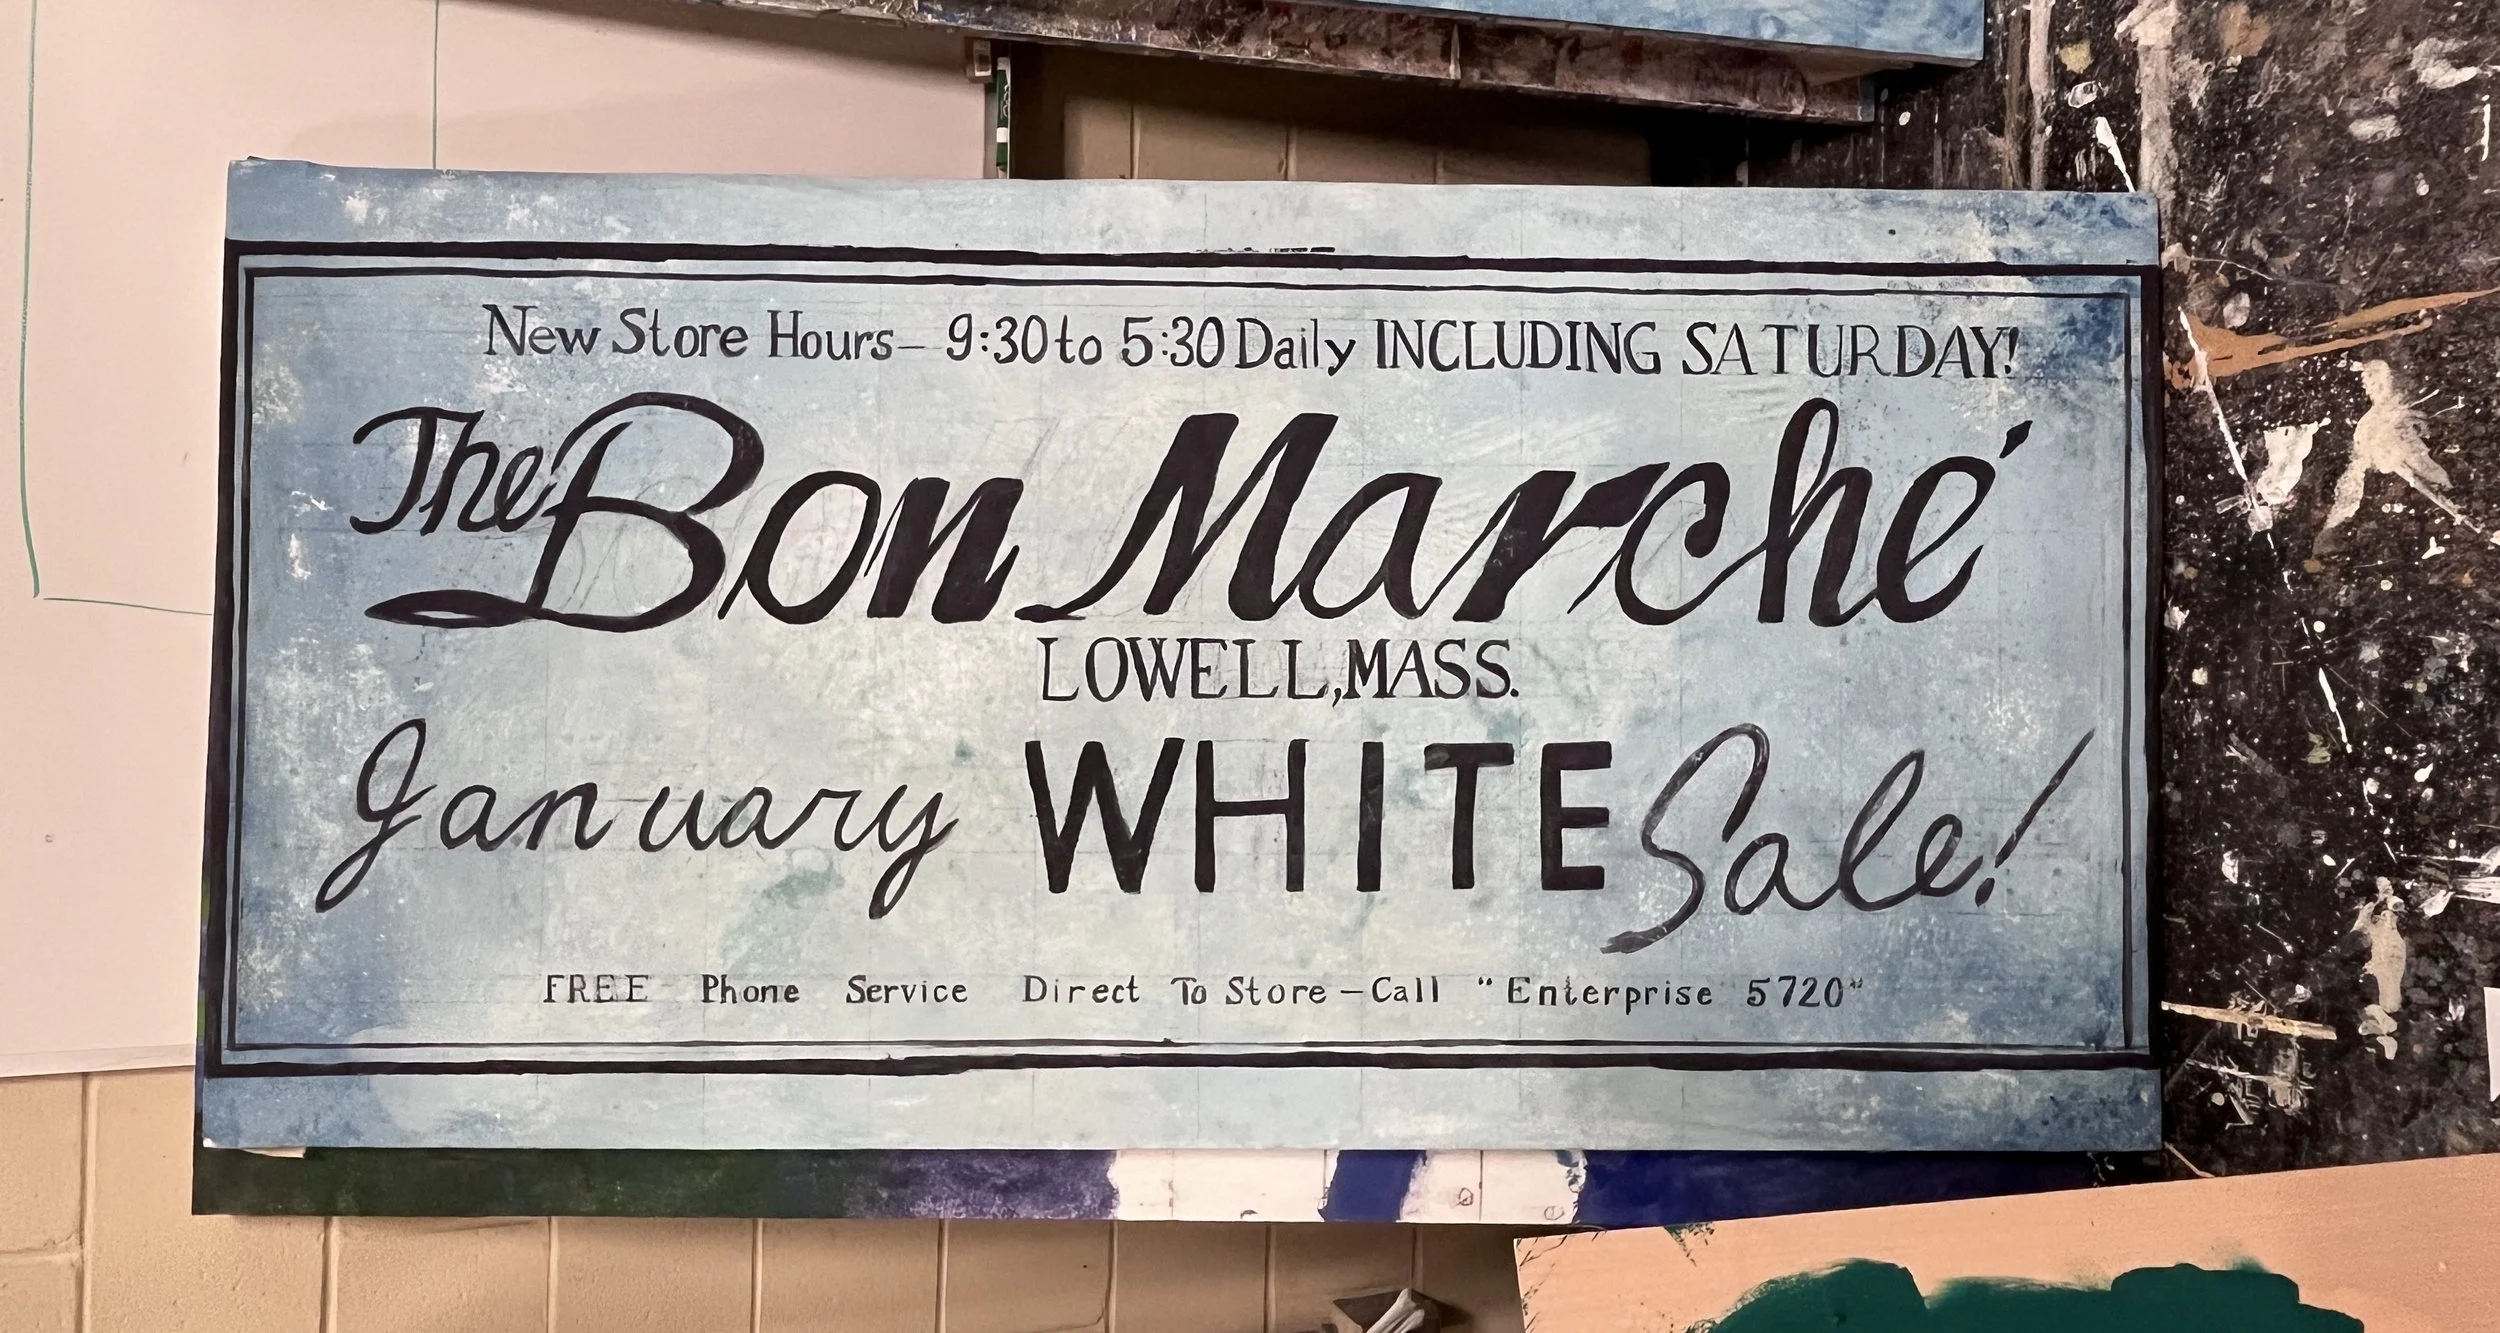 New Store Hours– 9:30 to 5:30 Daily INCLUDING SATURDAY!
The Bon Marché
LOWELL, MASS.
January WHITE Sale!
FREE Phone Service Direct To Store – Call "Enterprise 5720"